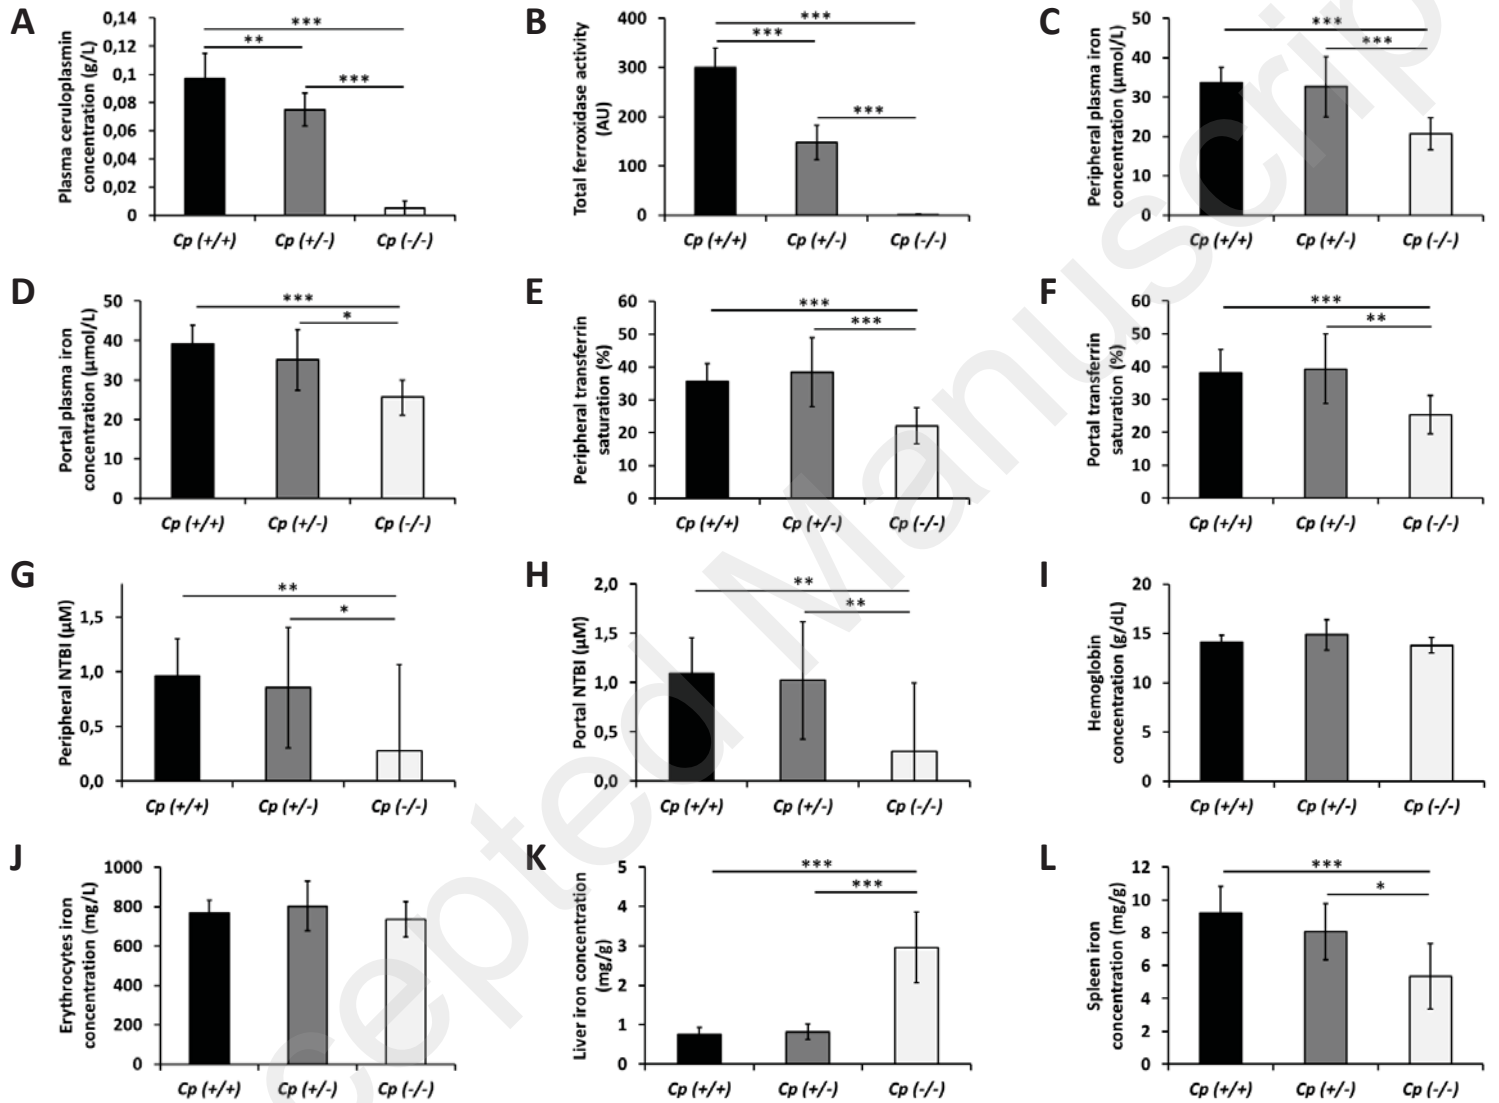 A
Plasma ceruloplasmin
concentration (g/L)
0,14
0,12
0,1
0,08
0,06
0,04
0,02
0
***
**
***
Cp (+/+)
Cp (+/-)
Cp (-/-)
B
Total ferroxidase activity
(AU)
400
300
200
100
0
***
***
***
Cp (+/+)
Cp (+/-)
Cp (-/-)
C
Peripheral plasma iron
concentration (µmol/L)
50
40
30
20
10
0
***
***
Cp (+/+)
Cp (+/-)
Cp (-/-)
D
Portal plasma iron
concentration (µmol/L)
50
40
30
20
10
0
***
*
Cp (+/+)
Cp (+/-)
Cp (-/-)
E
Peripheral transferrin
saturation (%)
60
50
40
30
20
10
0
***
***
Cp (+/+)
Cp (+/-)
Cp (-/-)
F
Portal transferrin
saturation (%)
60
50
40
30
20
10
0
***
**
Cp (+/+)
Cp (+/-)
Cp (-/-)
G
Peripheral NTBI (µM)
1,5
1,0
0,5
0,0
**
*
Cp (+/+)
Cp (+/-)
Cp (-/-)
H
Portal NTBI (µM)
2,0
1,5
1,0
0,5
0,0
**
**
Cp (+/+)
Cp (+/-)
Cp (-/-)
I
Hemoglobin
concentration (g/dL)
20
15
10
5
0
Cp (+/+)
Cp (+/-)
Cp (-/-)
J
Erythrocytes iron
concentration (mg/L)
1000
800
600
400
200
0
Cp (+/+)
Cp (+/-)
Cp (-/-)
K
Liver iron concentration
(mg/g)
5
4
3
2
1
0
***
***
Cp (+/+)
Cp (+/-)
Cp (-/-)
L
Spleen iron
concentration (mg/g)
12
10
8
6
4
2
0
***
*
Cp (+/+)
Cp (+/-)
Cp (-/-)
cepted Manuscrip